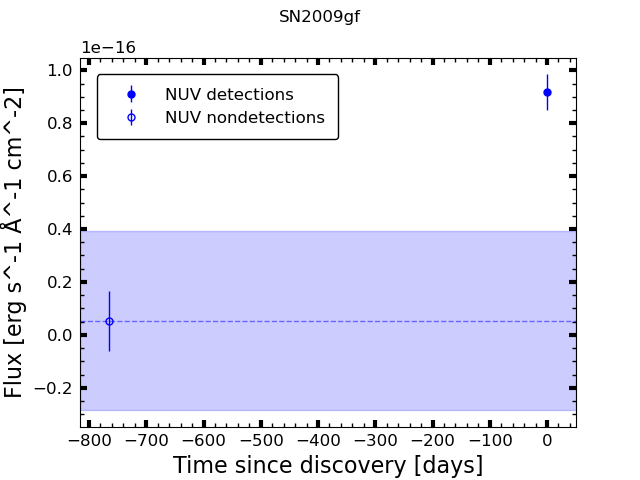 SN2009gf
1e−16
1.0
0.8
0.6
0.4
0.2
0.0
−0.2
Flux [erg s^-1 Å^-1 cm^-2]
NUV detections
NUV nondetections
−800 −700 −600 −500 −400 −300 −200 −100 0
Time since discovery [days]